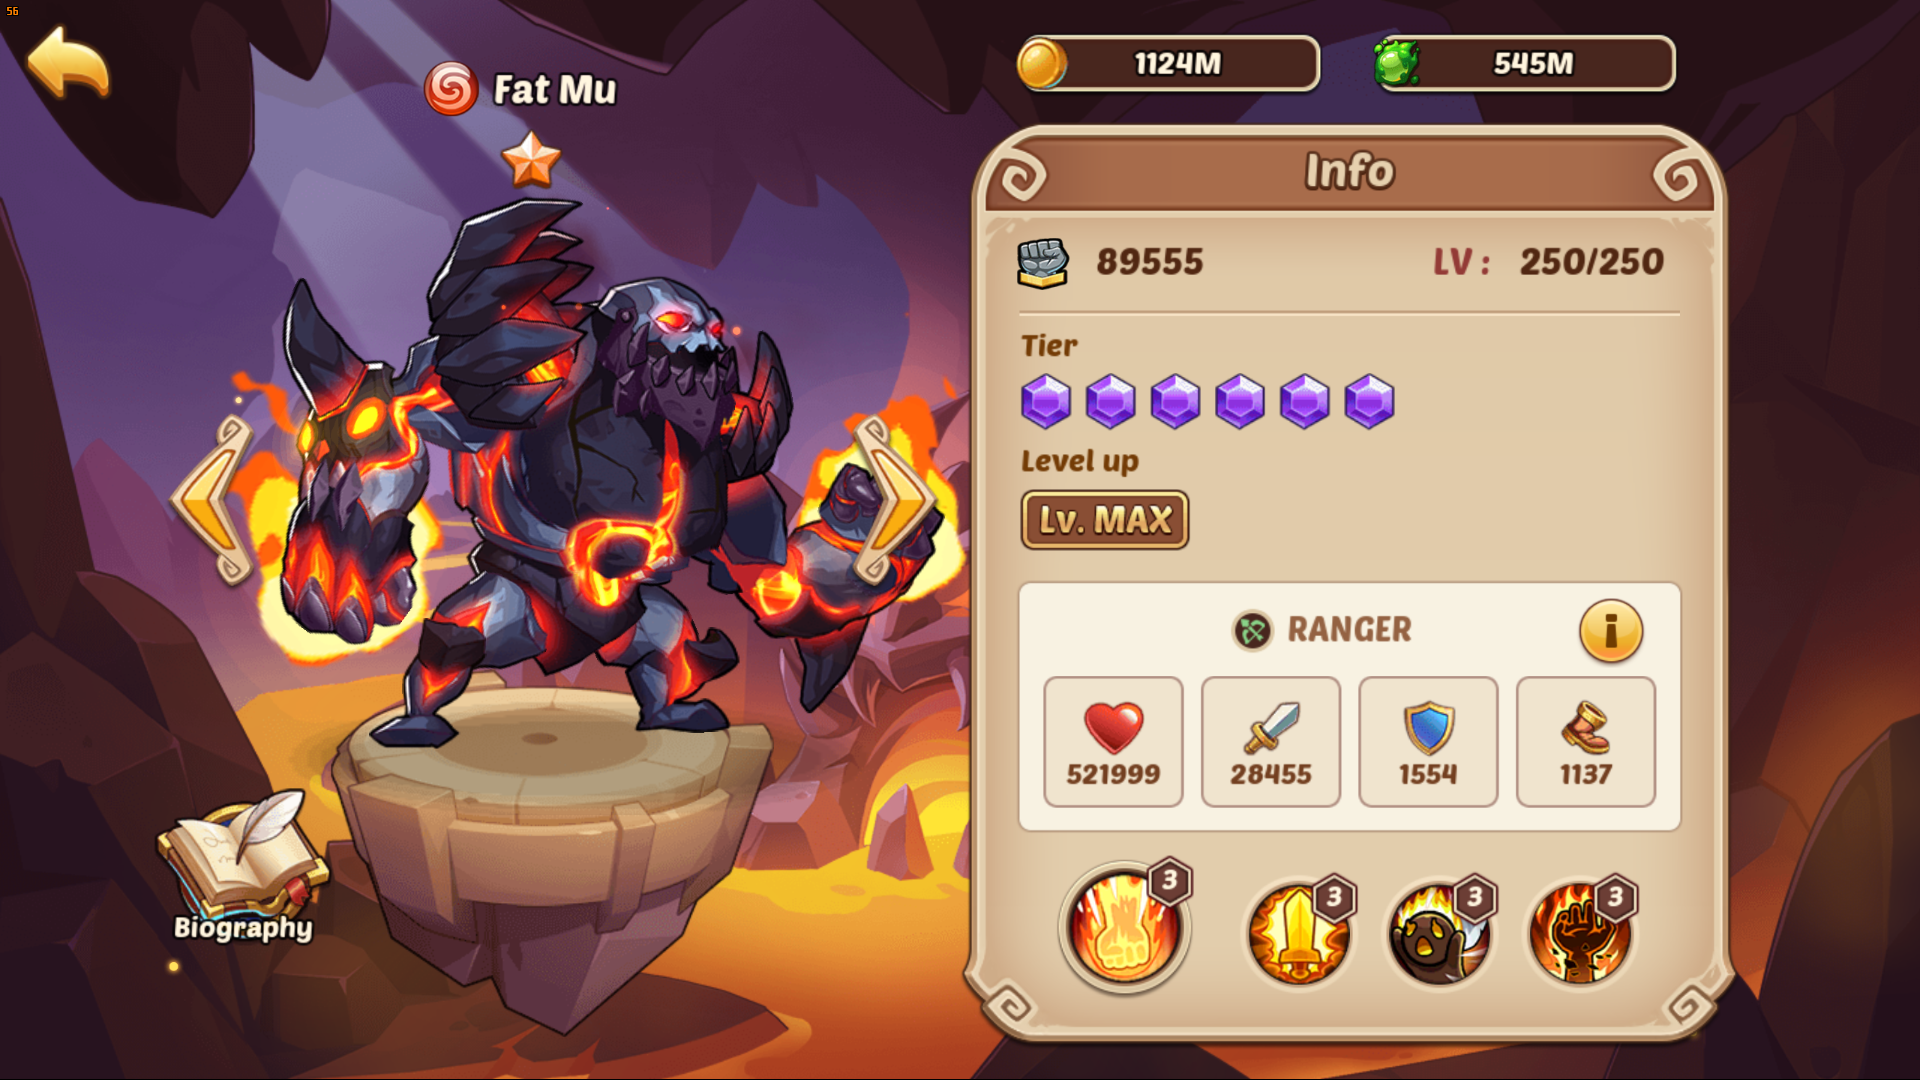 56
Fat Mu
1124M
545M
Info
89555
LV: 250/250
Tier
Level up
Lv. MAX
RANGER
521999
28455
1554
1137
Biography
3
3
3
3